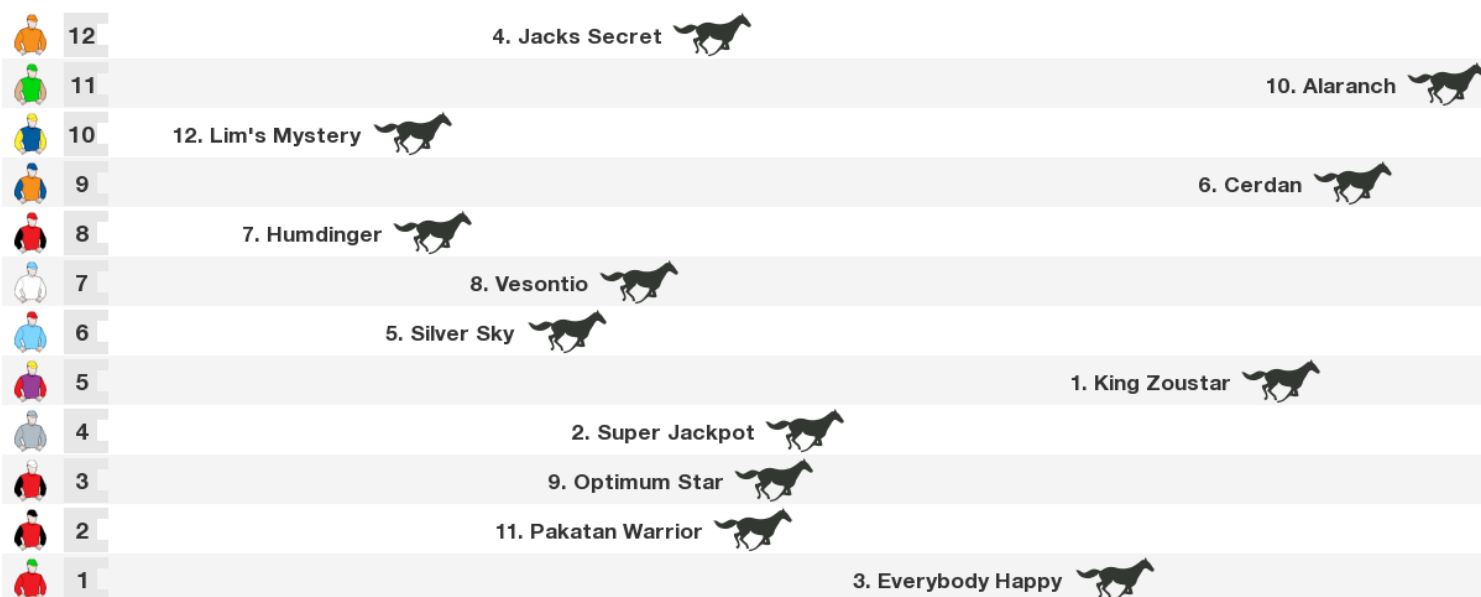 12 4. Jacks Secret
11 10. Alaranch
10 12. Lim's Mystery
9 6. Cerdan
8 7. Humdinger
7 8. Vesontio
6 5. Silver Sky
5 1. King Zoustar
4 2. Super Jackpot
3 9. Optimum Star
2 11. Pakatan Warrior
1 3. Everybody Happy